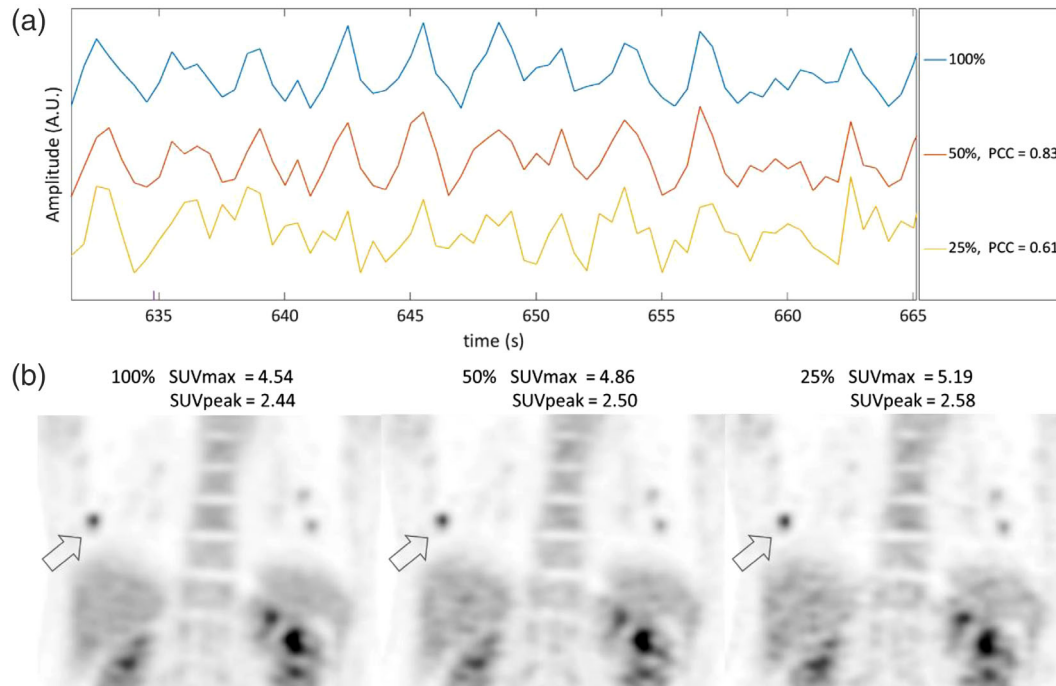 (a)
Amplitude (A.U.)
100%
50%, PCC = 0.83
25%, PCC = 0.61
635 640 645 650 655 660 665
time (s)
(b)
100% SUVmax = 4.54
SUVpeak = 2.44
50% SUVmax = 4.86
SUVpeak = 2.50
25% SUVmax = 5.19
SUVpeak = 2.58